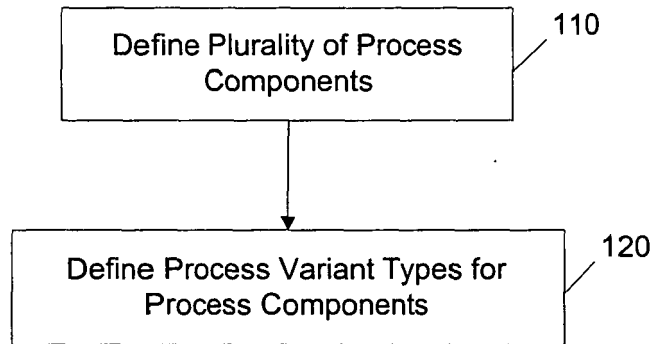 Define Plurality of Process
Components
110
Define Process Variant Types for
Process Components
120